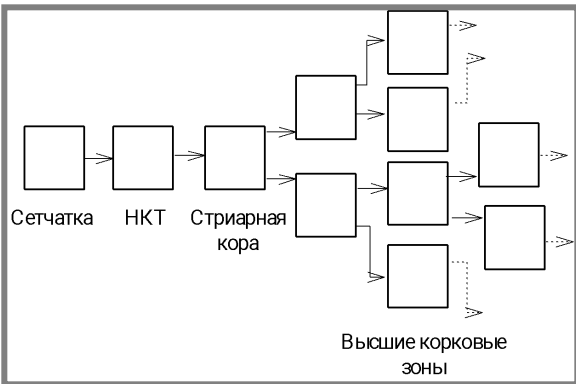 Сетчатка НКТ Стриарная
кора
Высшие корковые
зоны